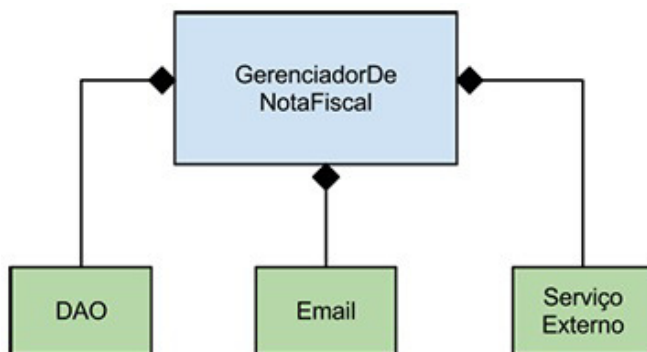 GerenciadorDe
NotaFiscal
DAO
Email
Serviço
Externo